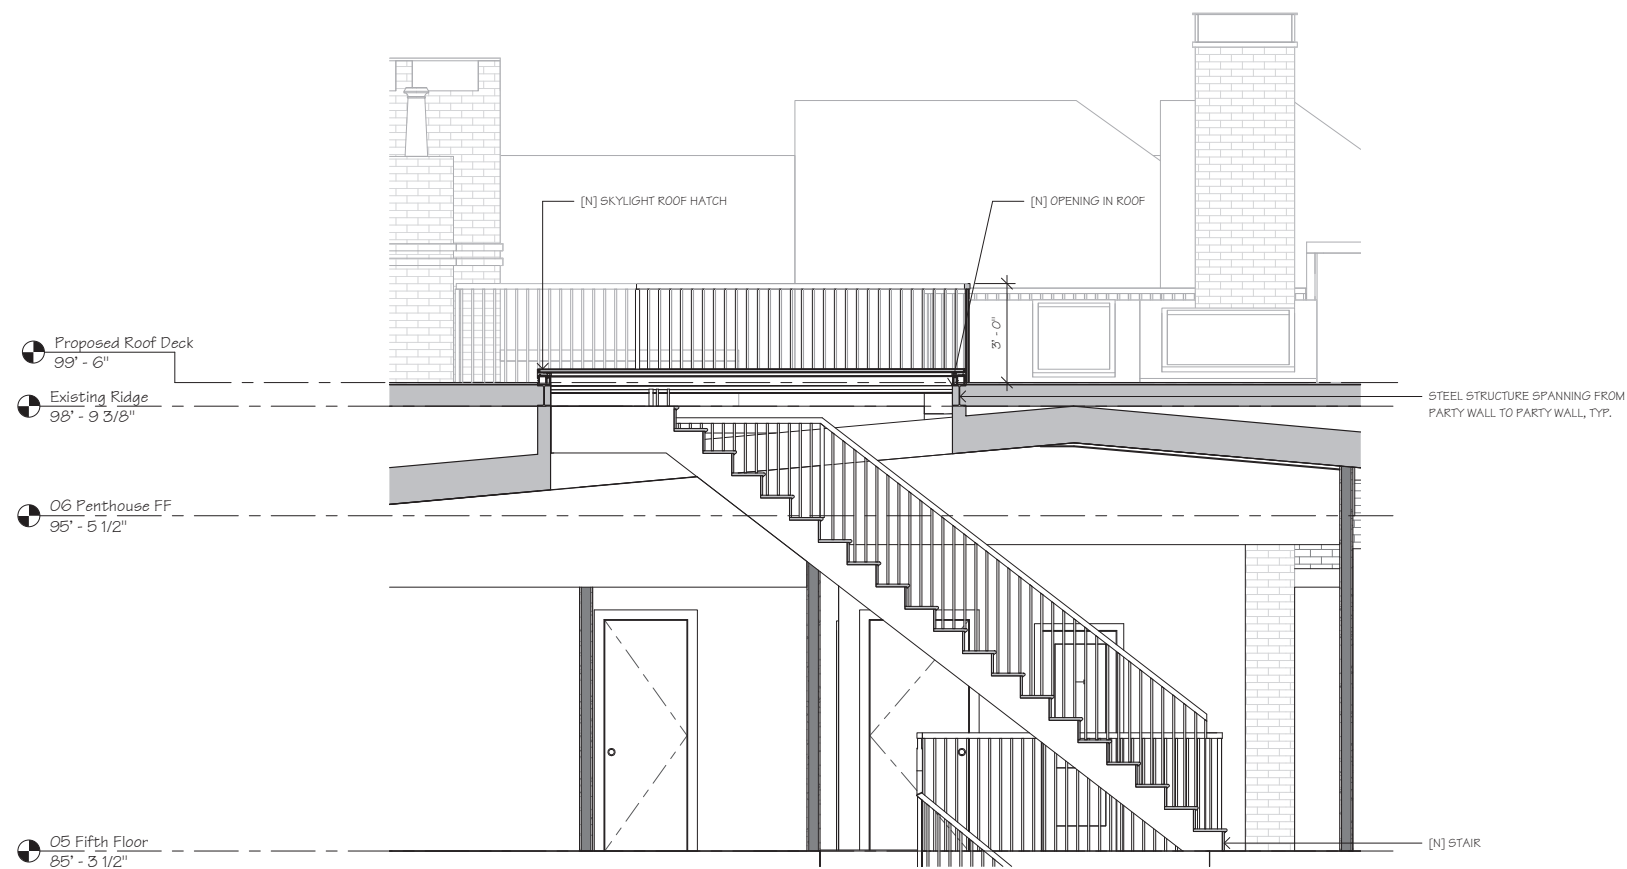 [N] SKYLIGHT ROOF HATCH
[N] OPENING IN ROOF
3' - 0"
Proposed Roof Deck
99' - 6"
Existing Ridge
98' - 9 3/8"
STEEL STRUCTURE SPANNING FROM
PARTY WALL TO PARTY WALL, TYP.
06 Penthouse FF
95' - 5 1/2"
05 Fifth Floor
85' - 3 1/2"
[N] STAIR